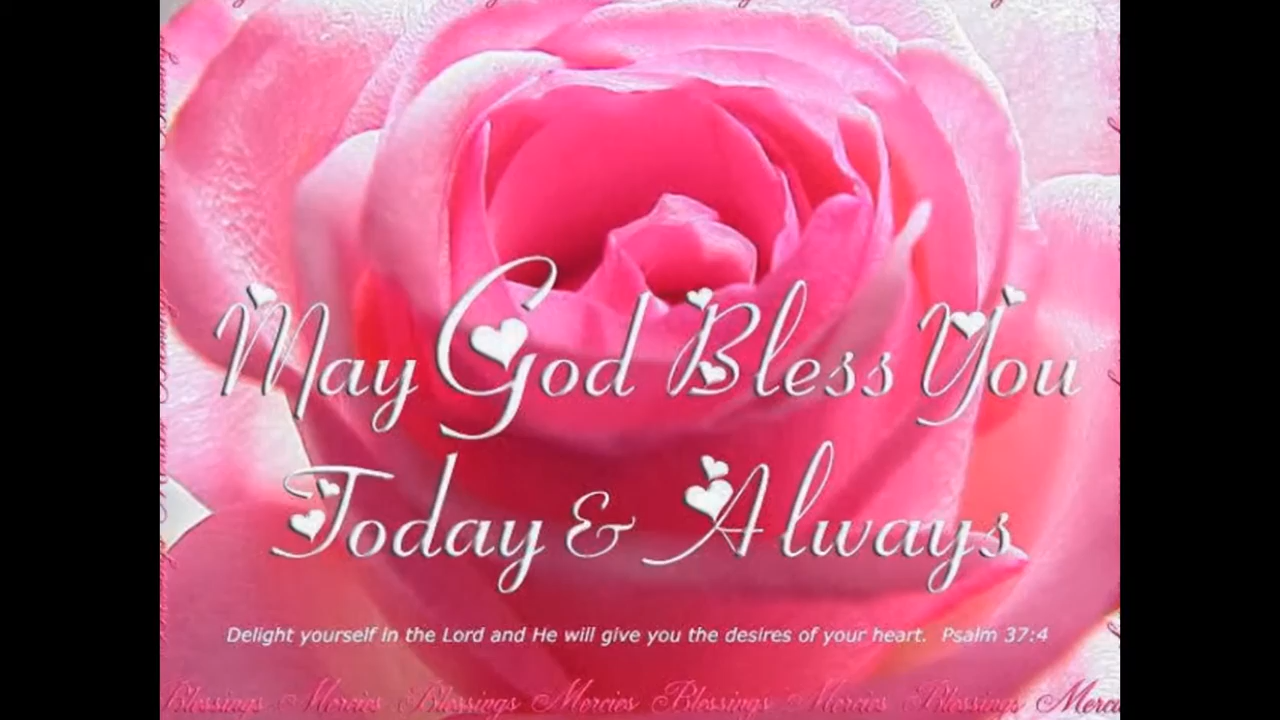 May God Bless You
Today & Always
Delight yourself in the Lord and He will give you the desires of your heart. Psalm 37:4
Blessings Mercies Blessings Mercies Blessings Mercies Blessings